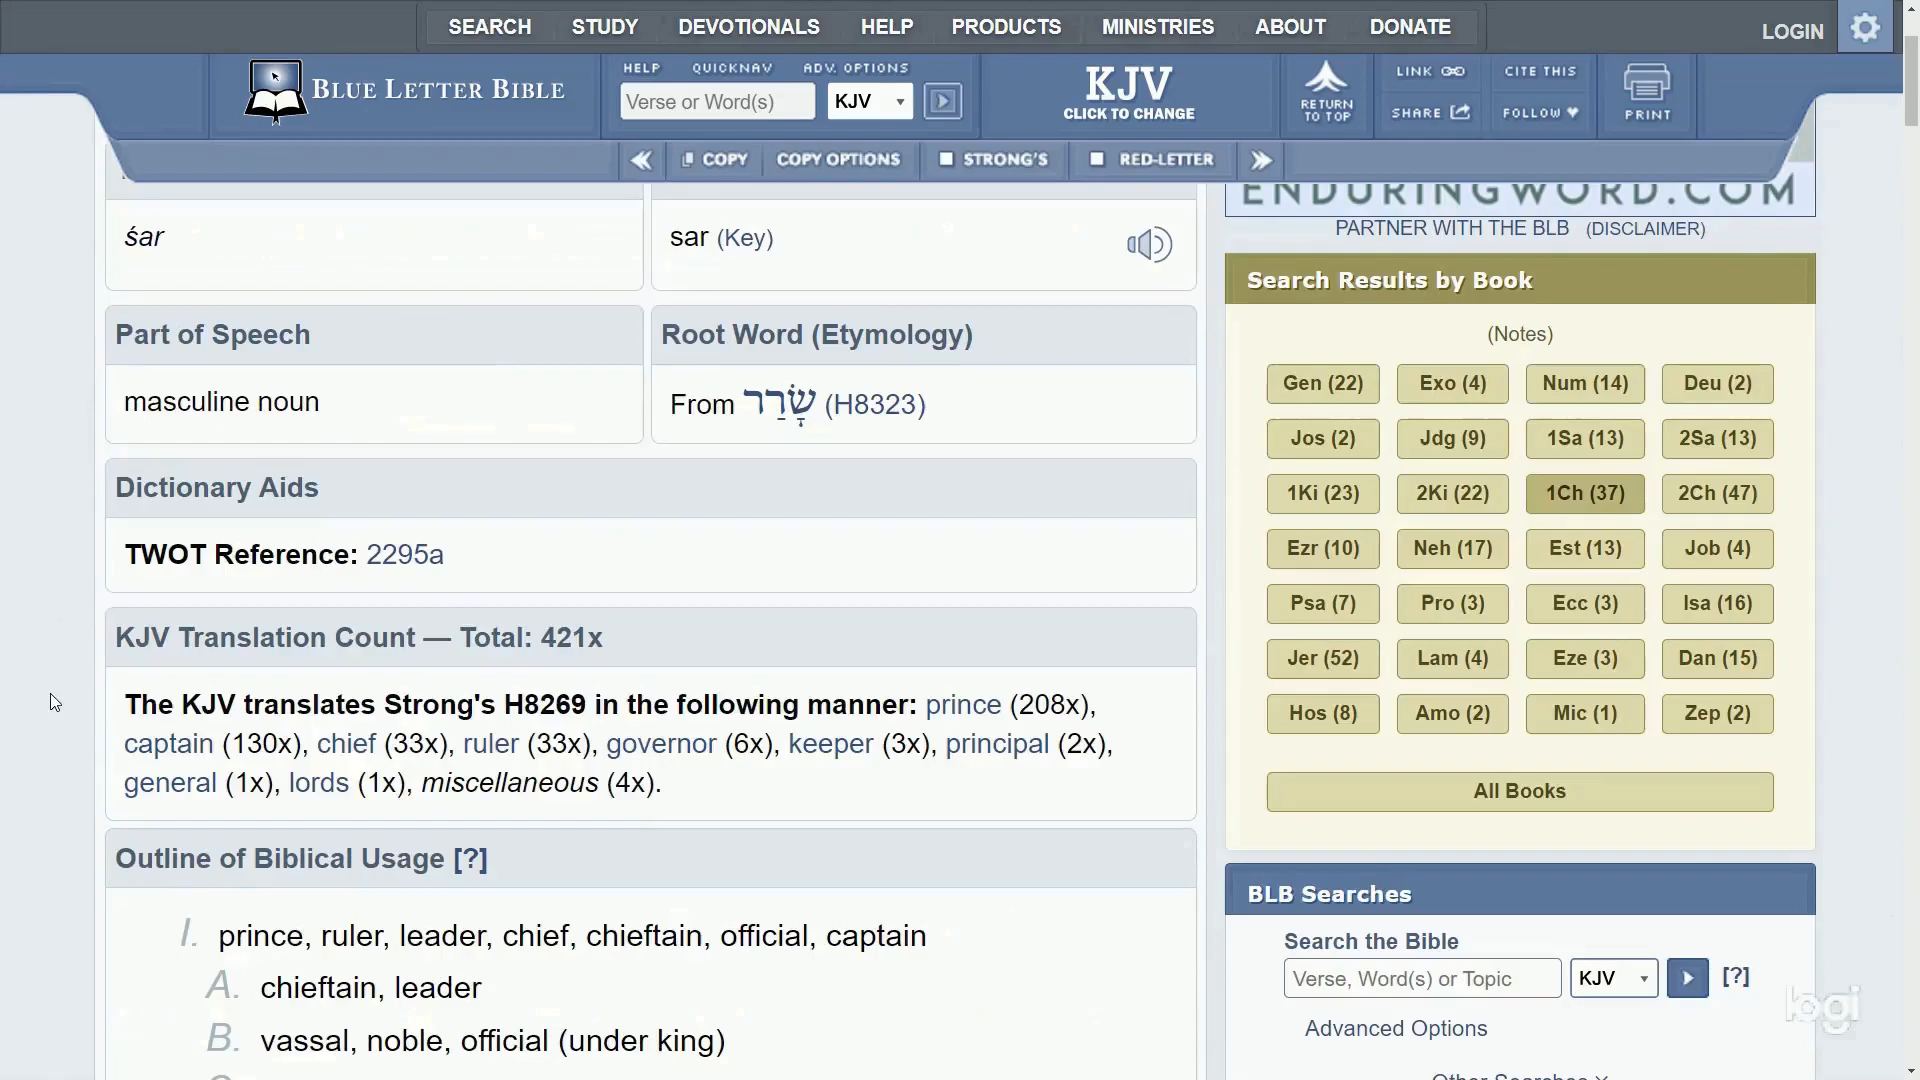 SEARCH STUDY DEVOTIONALS HELP PRODUCTS MINISTRIES ABOUT DONATE
LOGIN
BLUE LETTER BIBLE
HELP QUICKNAV ADV. OPTIONS
Verse or Word(s) KJV
KJV
CLICK TO CHANGE
RETURN
TO TOP
LINK
SHARE
CITE THIS
FOLLOW
PRINT
COPY COPY OPTIONS STRONG'S RED-LETTER
śar
sar (Key)
Part of Speech
masculine noun
Root Word (Etymology)
From שָׂרַר (H8323)
Dictionary Aids
TWOT Reference: 2295a
KJV Translation Count — Total: 421x
The KJV translates Strong's H8269 in the following manner: prince (208x),
captain (130x), chief (33x), ruler (33x), governor (6x), keeper (3x), principal (2x),
general (1x), lords (1x), miscellaneous (4x).
Outline of Biblical Usage [?]
I. prince, ruler, leader, chief, chieftain, official, captain
A. chieftain, leader
B. vassal, noble, official (under king)
ENDURINGWORD.COM
PARTNER WITH THE BLB (DISCLAIMER)
Search Results by Book
(Notes)
Gen (22) Exo (4) Num (14) Deu (2)
Jos (2) Jdg (9) 1Sa (13) 2Sa (13)
1Ki (23) 2Ki (22) 1Ch (37) 2Ch (47)
Ezr (10) Neh (17) Est (13) Job (4)
Psa (7) Pro (3) Ecc (3) Isa (16)
Jer (52) Lam (4) Eze (3) Dan (15)
Hos (8) Amo (2) Mic (1) Zep (2)
All Books
BLB Searches
Search the Bible
Verse, Word(s) or Topic KJV [?]
Advanced Options
Other Searches
logi